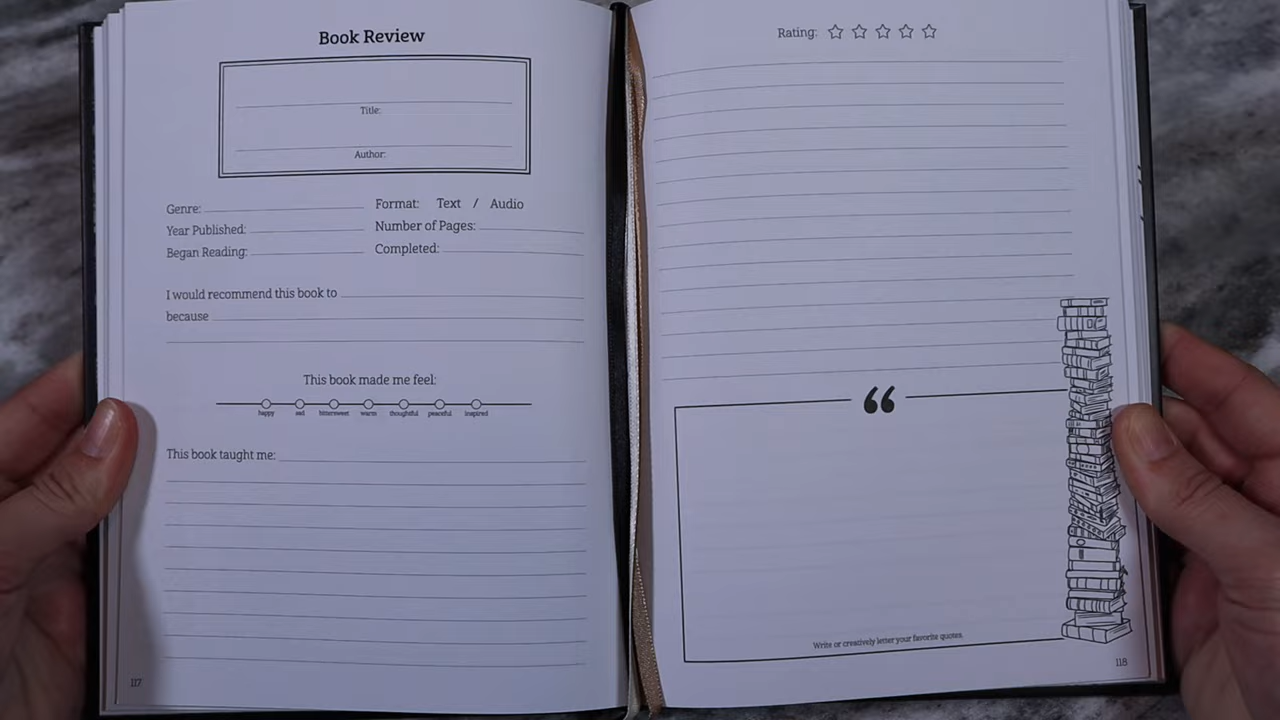 Book Review
Title:
Author:
Genre:
Format: Text / Audio
Year Published:
Number of Pages:
Began Reading:
Completed:
I would recommend this book to
because
This book made me feel:
happy sad bittersweet warm thoughtful peaceful inspired
This book taught me:
117
Rating:
“
Write or creatively letter your favorite quotes.
118